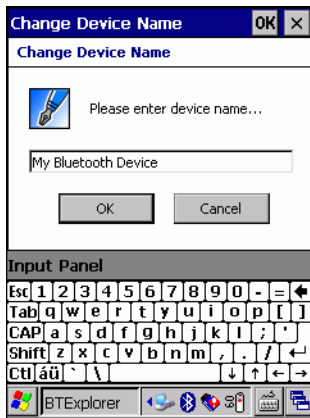 Change Device Name OK ×
Change Device Name
Please enter device name...
My Bluetooth Device
OK Cancel
Input Panel
Esc 1 2 3 4 5 6 7 8 9 0 - = 🡄
Tab q w e r t y u i o p [ ]
CAP a s d f g h j k l ; '
Shift z x c v b n m , . / ↵
Ctl áü ` \ ↓ ↑ ← →
BTExplorer